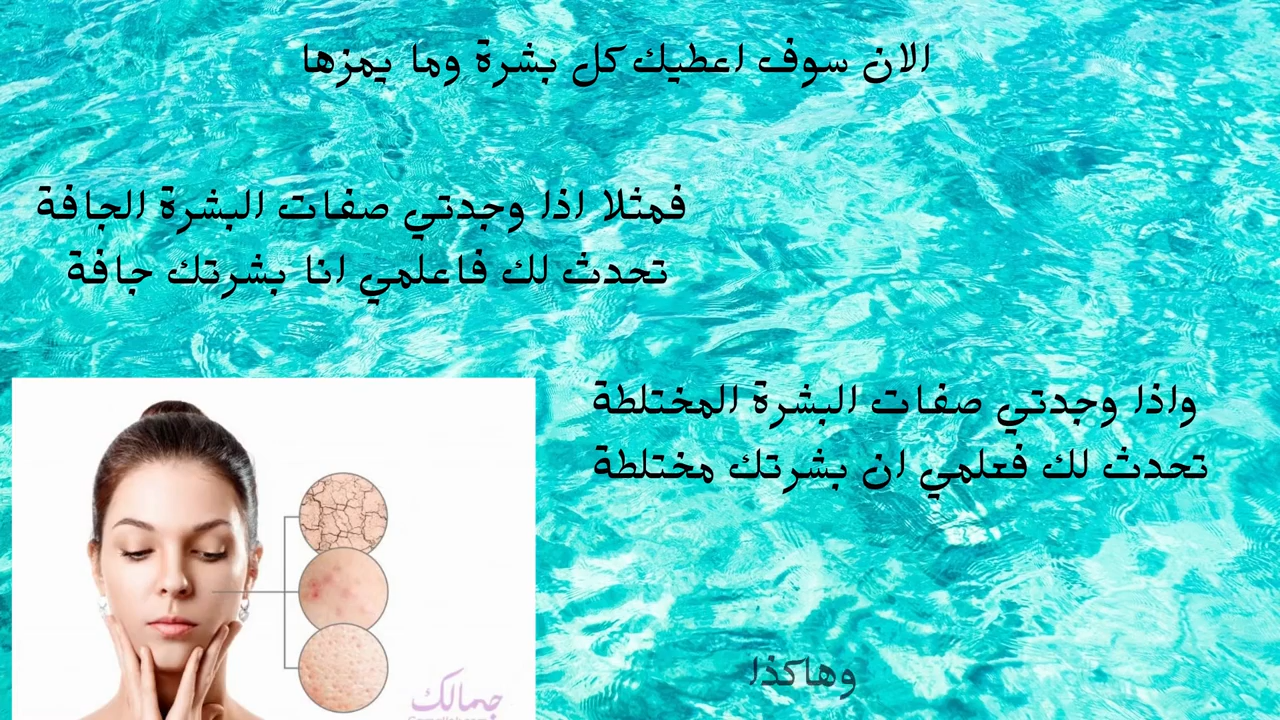 الان سوف اعطيك كل بشرة وما يمزها
فمثلا اذا وجدتي صفات البشرة الجافة
تحدث لك فاعلمي انا بشرتك جافة
واذا وجدتي صفات البشرة المختلطة
تحدث لك فعلمي ان بشرتك مختلطة
وهاكذا
جمالك